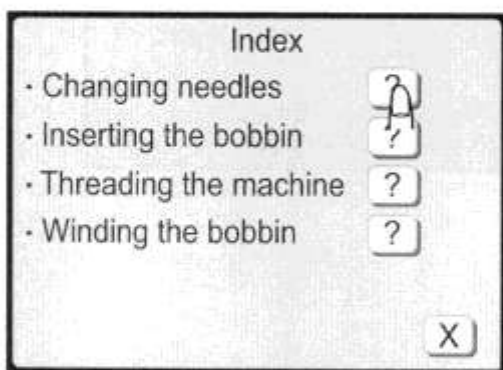 Index
· Changing needles ?
· Inserting the bobbin ?
· Threading the machine ?
· Winding the bobbin ?
X